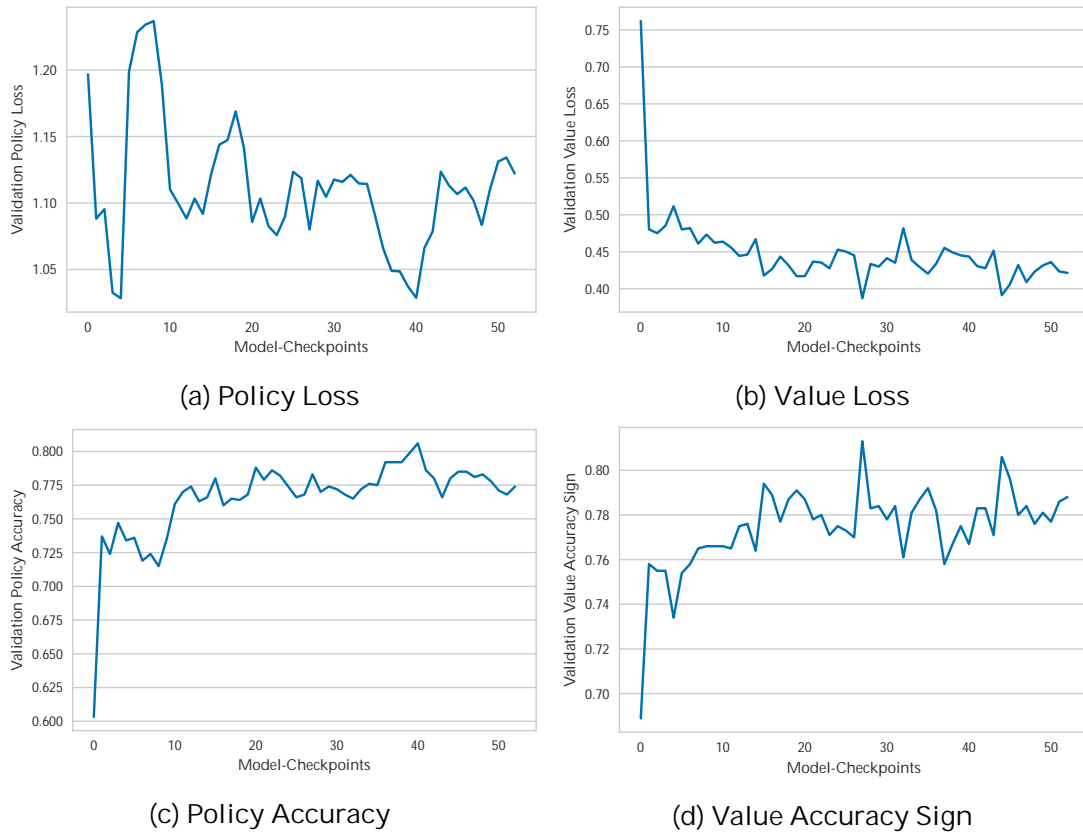 Validation Policy Loss
1.20
1.15
1.10
1.05
0 10 20 30 40 50
Model-Checkpoints
(a) Policy Loss
Validation Value Loss
0.75
0.70
0.65
0.60
0.55
0.50
0.45
0.40
0 10 20 30 40 50
Model-Checkpoints
(b) Value Loss
Validation Policy Accuracy
0.800
0.775
0.750
0.725
0.700
0.675
0.650
0.625
0.600
0 10 20 30 40 50
Model-Checkpoints
(c) Policy Accuracy
Validation Value Accuracy Sign
0.80
0.78
0.76
0.74
0.72
0.70
0 10 20 30 40 50
Model-Checkpoints
(d) Value Accuracy Sign